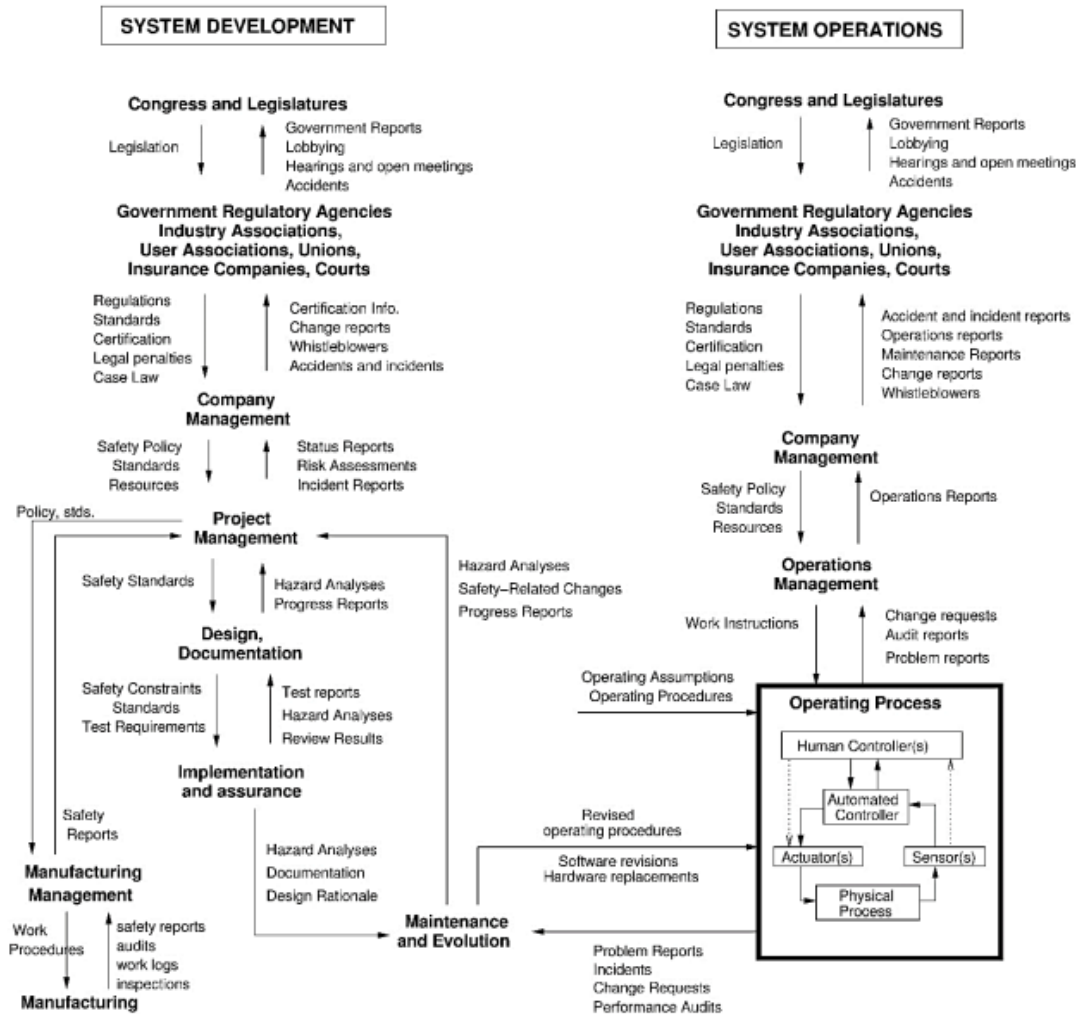 SYSTEM DEVELOPMENT
Congress and Legislatures
Legislation
Government Reports
Lobbying
Hearings and open meetings
Accidents
Government Regulatory Agencies
Industry Associations,
User Associations, Unions,
Insurance Companies, Courts
Regulations
Standards
Certification
Legal penalties
Case Law
Certification Info.
Change reports
Whistleblowers
Accidents and incidents
Company
Management
Safety Policy
Standards
Resources
Status Reports
Risk Assessments
Incident Reports
Policy, stds.
Project
Management
Safety Standards
Hazard Analyses
Progress Reports
Hazard Analyses
Safety–Related Changes
Progress Reports
Design,
Documentation
Safety Constraints
Standards
Test Requirements
Test reports
Hazard Analyses
Review Results
Implementation
and assurance
Safety
Reports
Hazard Analyses
Documentation
Design Rationale
Manufacturing
Management
Work
Procedures
safety reports
audits
work logs
inspections
Manufacturing
Maintenance
and Evolution
SYSTEM OPERATIONS
Congress and Legislatures
Legislation
Government Reports
Lobbying
Hearings and open meetings
Accidents
Government Regulatory Agencies
Industry Associations,
User Associations, Unions,
Insurance Companies, Courts
Regulations
Standards
Certification
Legal penalties
Case Law
Accident and incident reports
Operations reports
Maintenance Reports
Change reports
Whistleblowers
Company
Management
Safety Policy
Standards
Resources
Operations Reports
Operations
Management
Work Instructions
Change requests
Audit reports
Problem reports
Operating Assumptions
Operating Procedures
Operating Process
Human Controller(s)
Automated
Controller
Actuator(s)
Sensor(s)
Physical
Process
Revised
operating procedures
Software revisions
Hardware replacements
Problem Reports
Incidents
Change Requests
Performance Audits